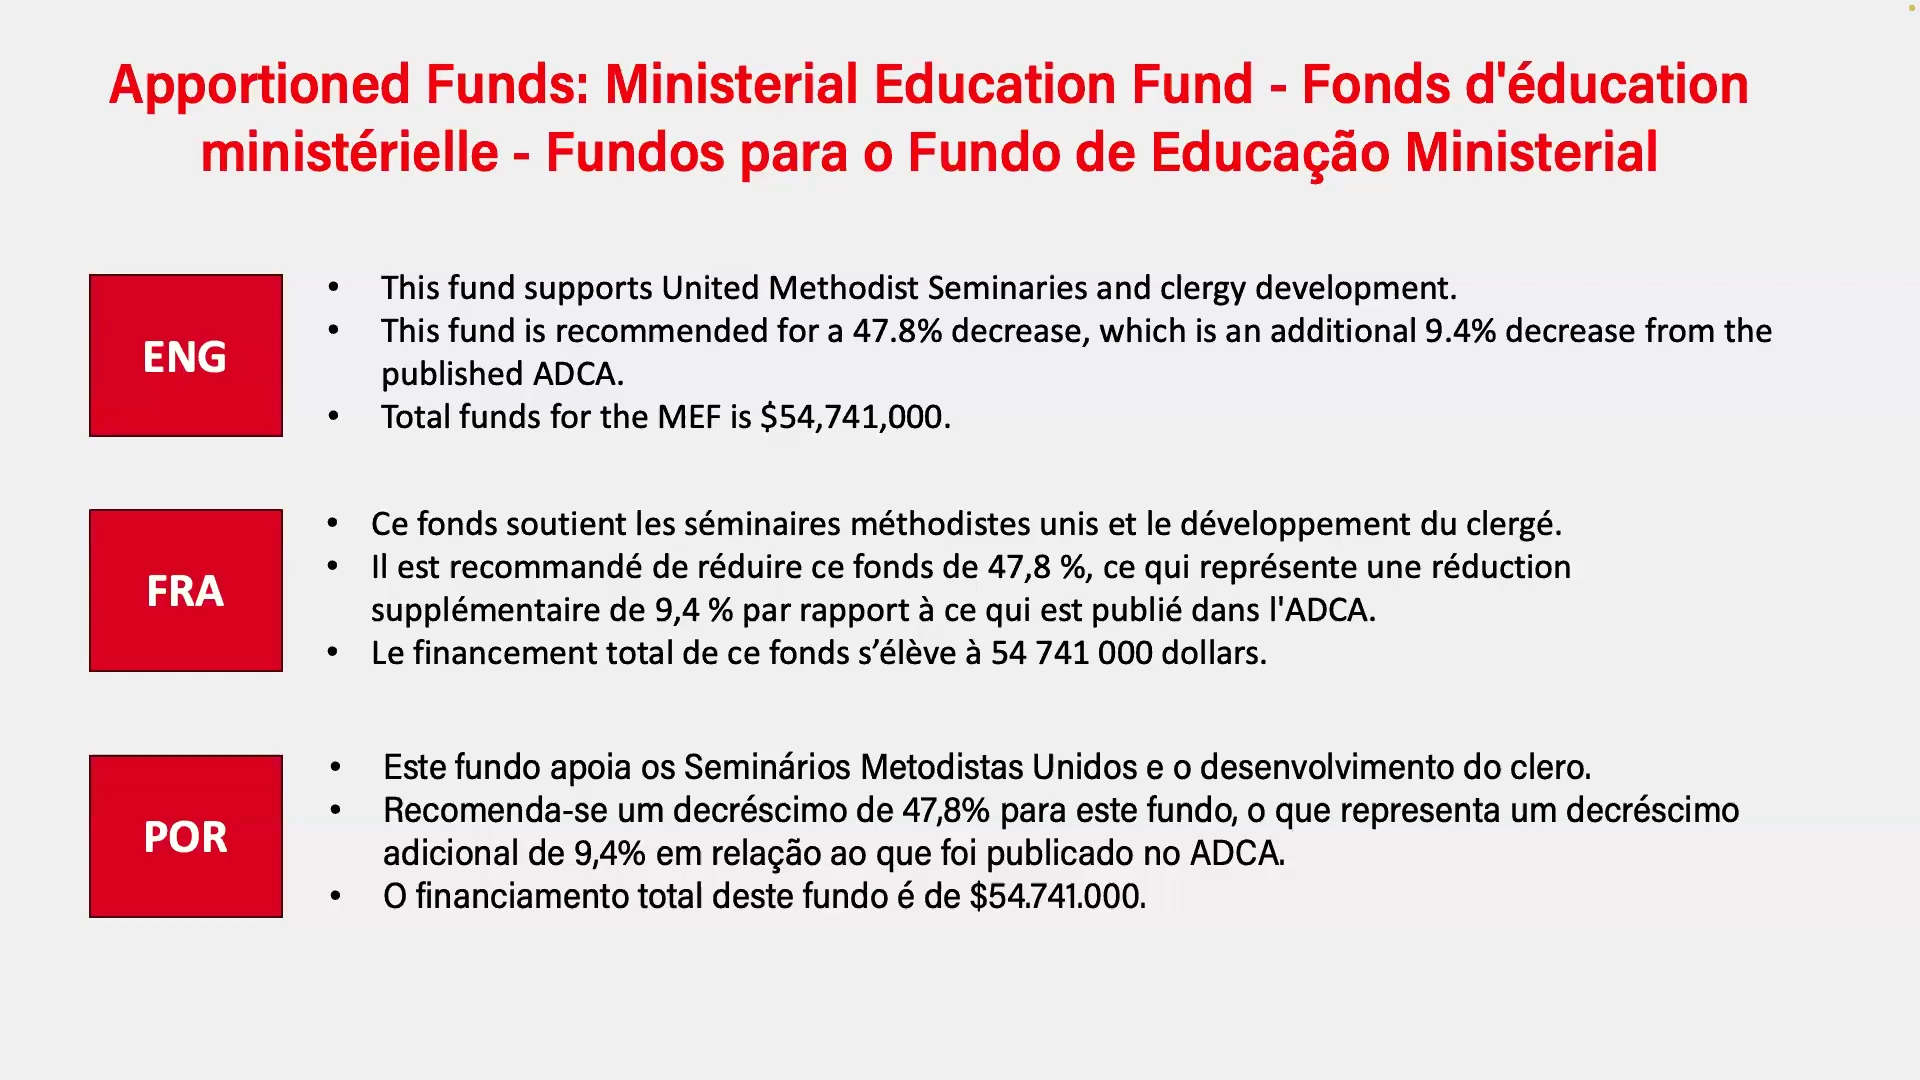 Apportioned Funds: Ministerial Education Fund - Fonds d'éducation
ministérielle - Fundos para o Fundo de Educação Ministerial
ENG
• This fund supports United Methodist Seminaries and clergy development.
• This fund is recommended for a 47.8% decrease, which is an additional 9.4% decrease from the
published ADCA.
• Total funds for the MEF is $54,741,000.
FRA
• Ce fonds soutient les séminaires méthodistes unis et le développement du clergé.
• Il est recommandé de réduire ce fonds de 47,8 %, ce qui représente une réduction
supplémentaire de 9,4 % par rapport à ce qui est publié dans l'ADCA.
• Le financement total de ce fonds s’élève à 54 741 000 dollars.
POR
• Este fundo apoia os Seminários Metodistas Unidos e o desenvolvimento do clero.
• Recomenda-se um decréscimo de 47,8% para este fundo, o que representa um decréscimo
adicional de 9,4% em relação ao que foi publicado no ADCA.
• O financiamento total deste fundo é de $54.741.000.